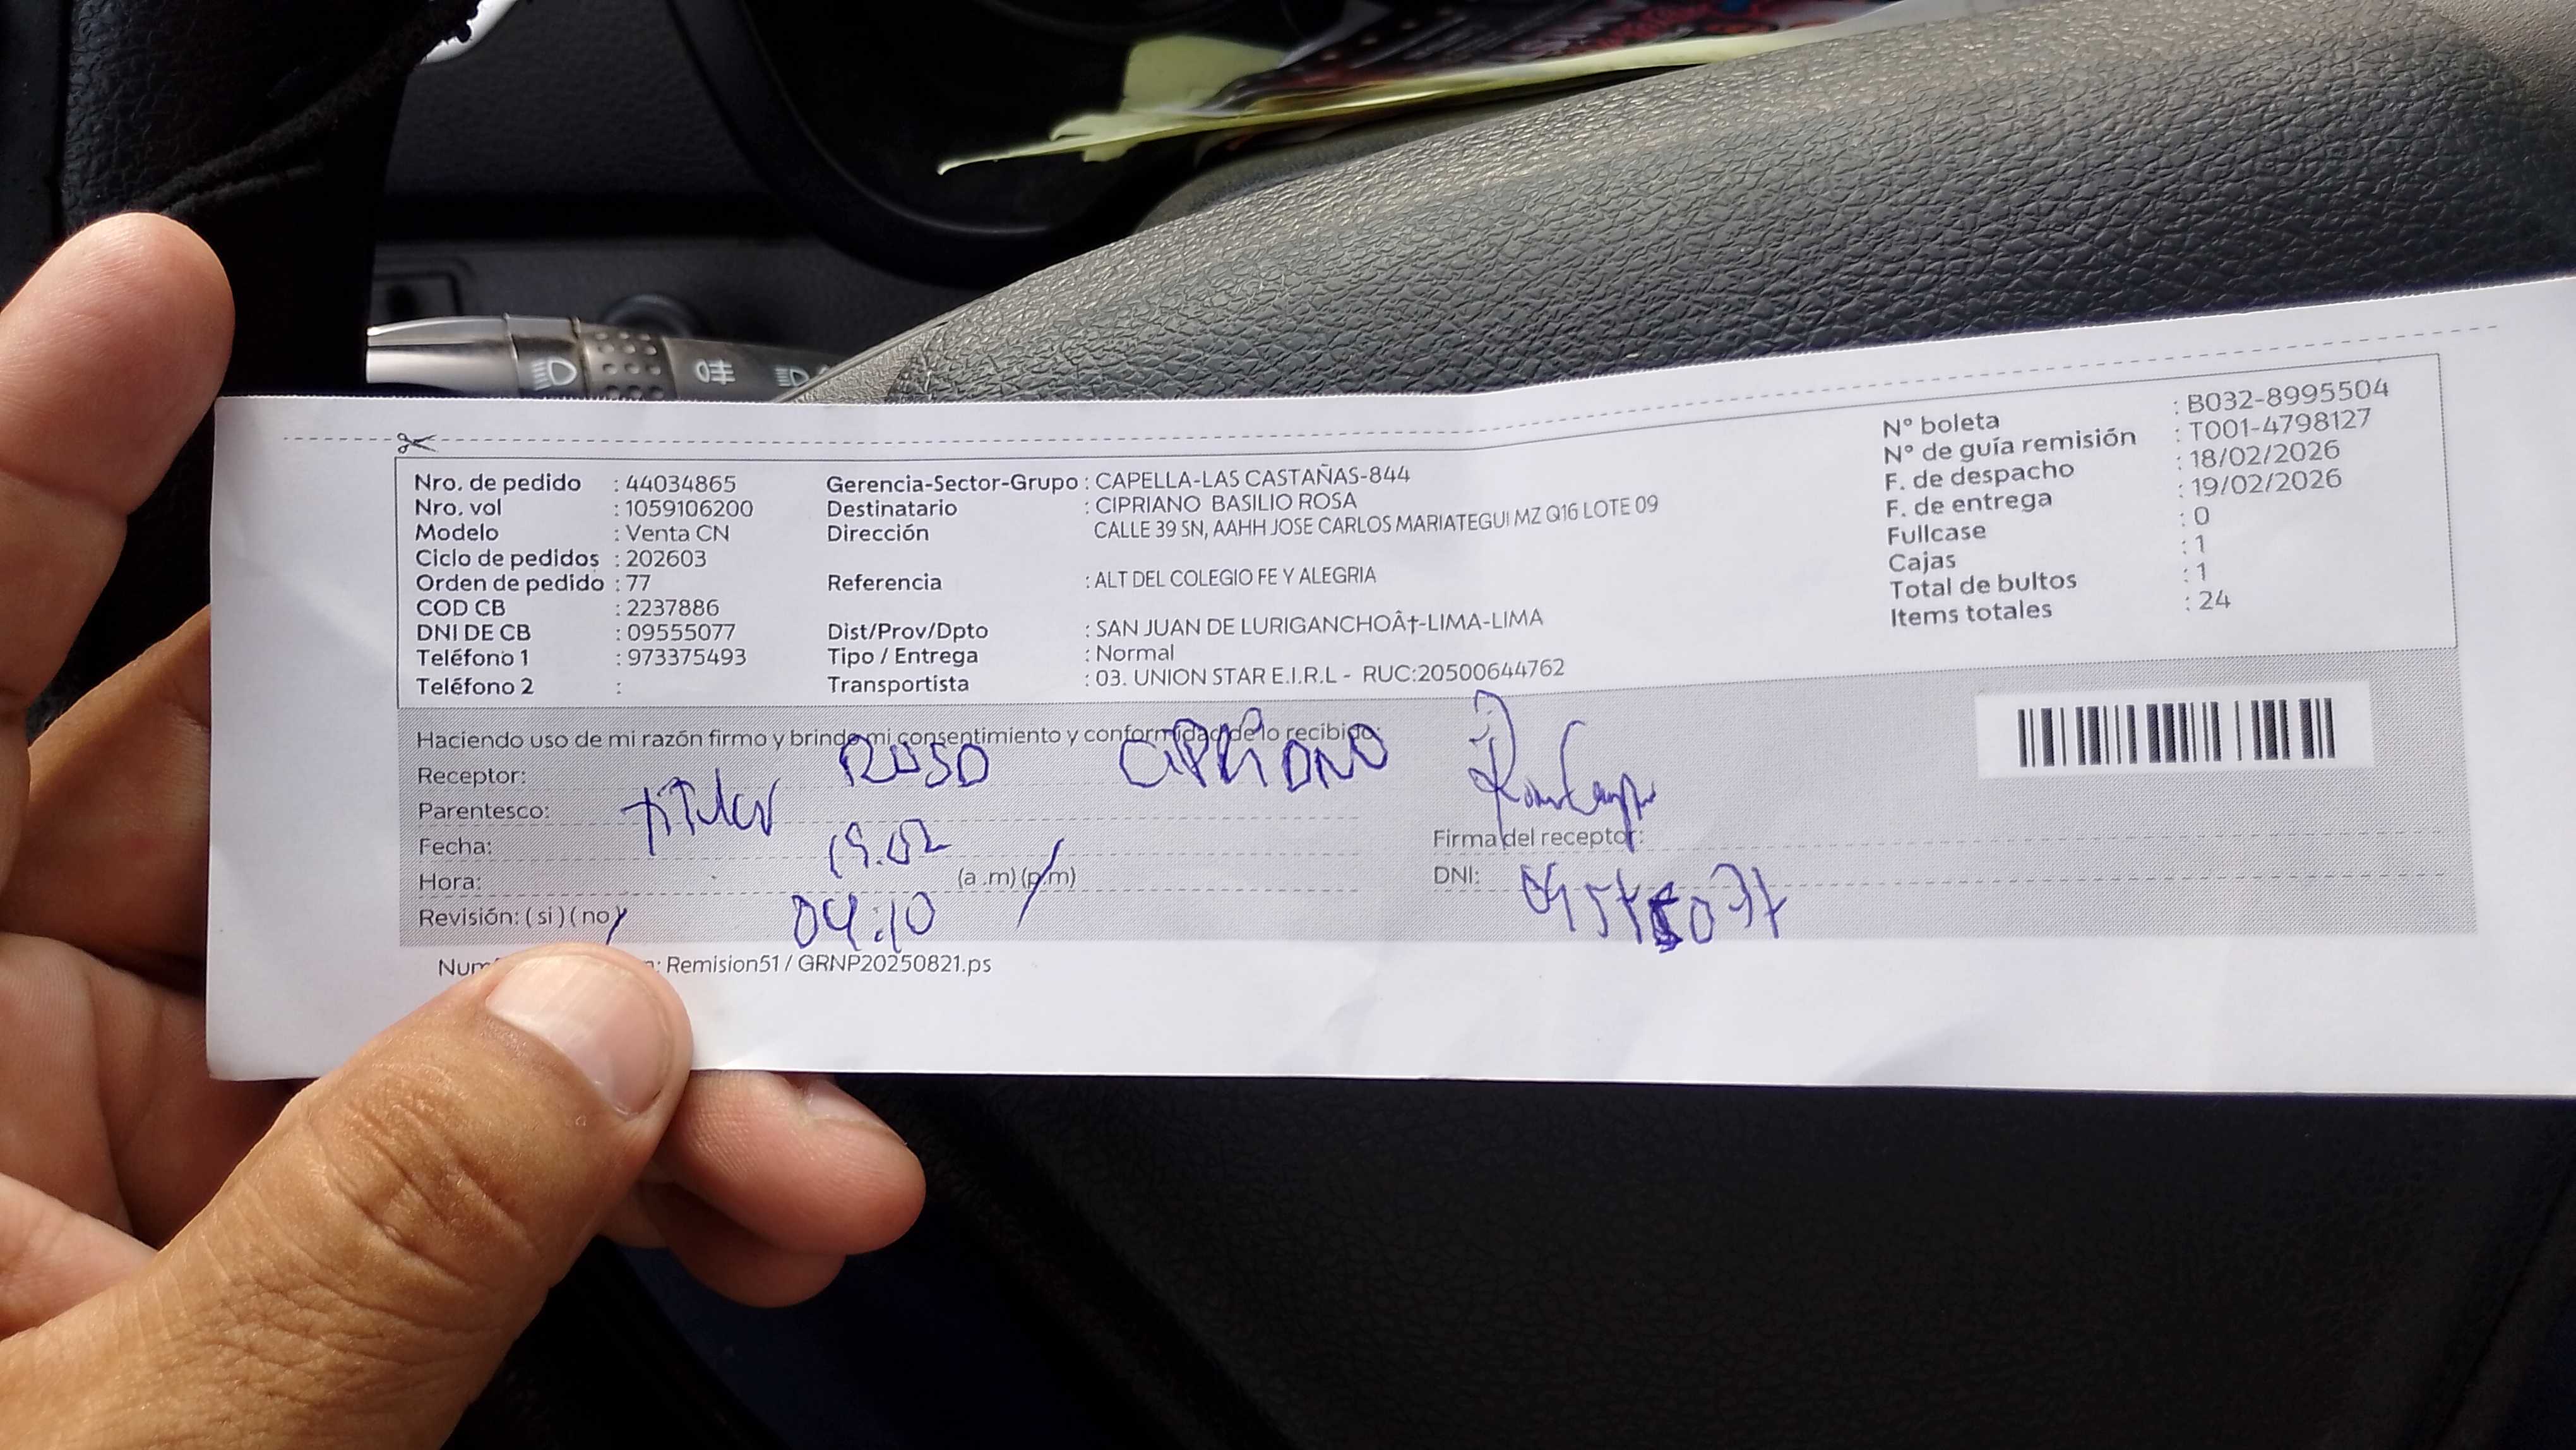 Nro. de pedido : 44034865
Nro. vol : 1059106200
Modelo : Venta CN
Ciclo de pedidos : 202603
Orden de pedido : 77
COD CB : 2237886
DNI DE CB : 09555077
Teléfono 1 : 973375493
Teléfono 2 :
Gerencia-Sector-Grupo : CAPELLA-LAS CASTAÑAS-844
Destinatario : CIPRIANO BASILIO ROSA
Dirección CALLE 39 SN, AAHH JOSE CARLOS MARIATEGUI MZ Q16 LOTE 09
Referencia : ALT DEL COLEGIO FE Y ALEGRIA
Dist/Prov/Dpto : SAN JUAN DE LURIGANCHOÂ†-LIMA-LIMA
Tipo / Entrega : Normal
Transportista : 03. UNION STAR E.I.R.L - RUC:20500644762
N° boleta : B032-8995504
N° de guía remisión : T001-4798127
F. de despacho : 18/02/2026
F. de entrega : 19/02/2026
Fullcase : 0
Cajas : 1
Total de bultos : 1
Items totales : 24
Haciendo uso de mi razón firmo y brindo mi consentimiento y conformidad de lo recibido:
Receptor: ROSA CIPRIANO
Parentesco: titular
Fecha: 19.02
Hora: 04:10 (a .m) (p.m)
Revisión: ( si ) ( no )
Firma del receptor:
DNI:
: Remision51 / GRNP20250821.ps